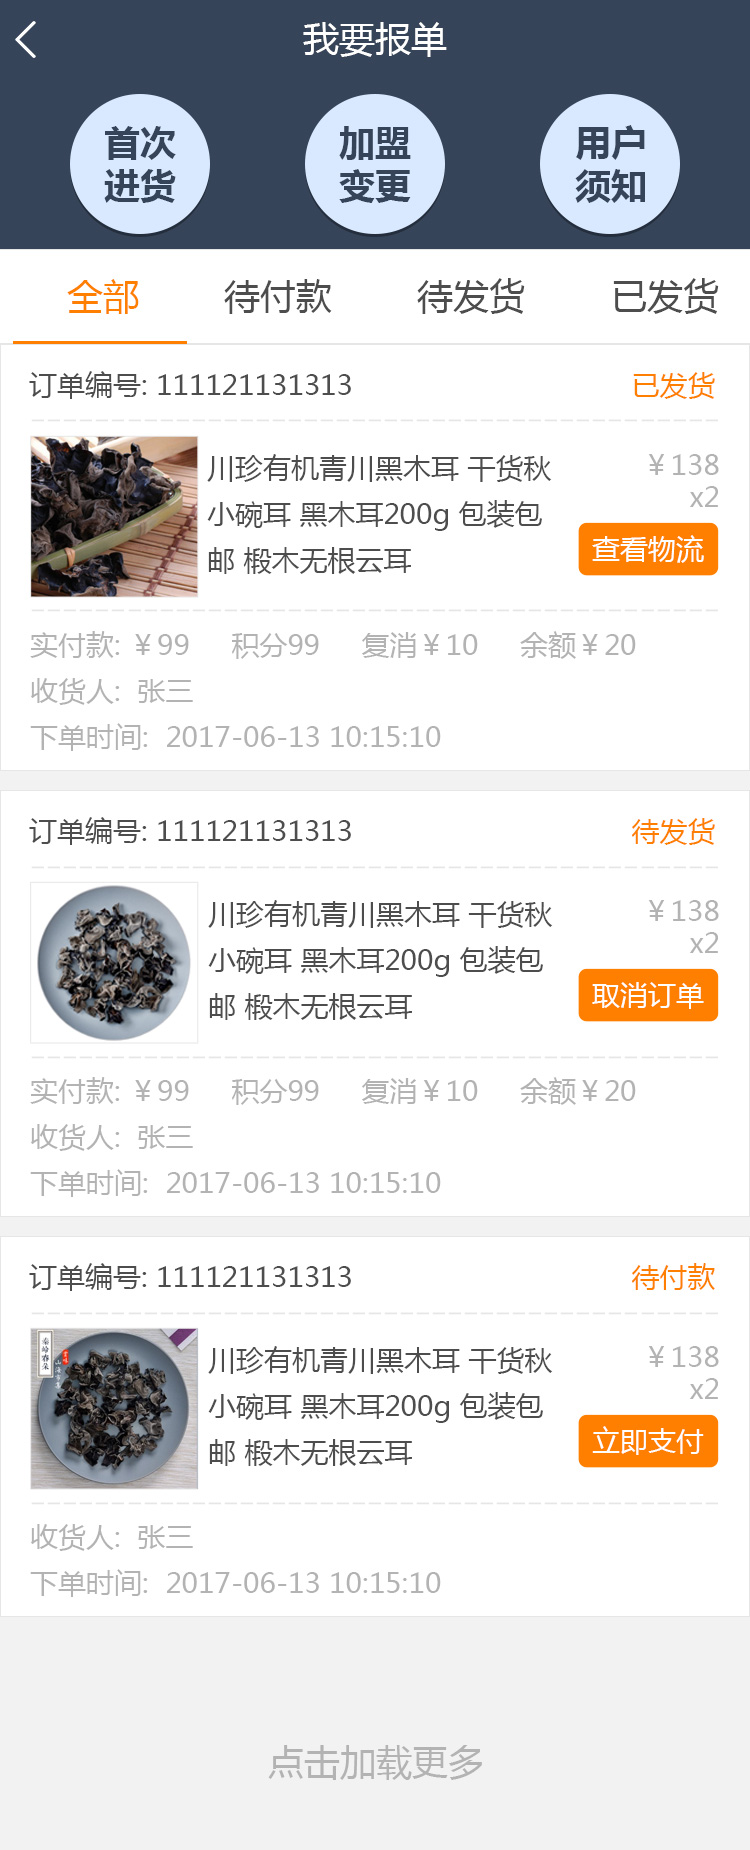 我要报单
首次
进货
加盟
变更
用户
须知
全部 待付款 待发货 已发货
订单编号: 111121131313 已发货
川珍有机青川黑木耳 干货秋
小碗耳 黑木耳200g 包装包
邮 椴木无根云耳
¥138
x2
查看物流
实付款: ¥99 积分99 复消¥10 余额¥20
收货人: 张三
下单时间: 2017-06-13 10:15:10
订单编号: 111121131313 待发货
川珍有机青川黑木耳 干货秋
小碗耳 黑木耳200g 包装包
邮 椴木无根云耳
¥138
x2
取消订单
实付款: ¥99 积分99 复消¥10 余额¥20
收货人: 张三
下单时间: 2017-06-13 10:15:10
订单编号: 111121131313 待付款
川珍有机青川黑木耳 干货秋
小碗耳 黑木耳200g 包装包
邮 椴木无根云耳
¥138
x2
立即支付
收货人: 张三
下单时间: 2017-06-13 10:15:10
点击加载更多